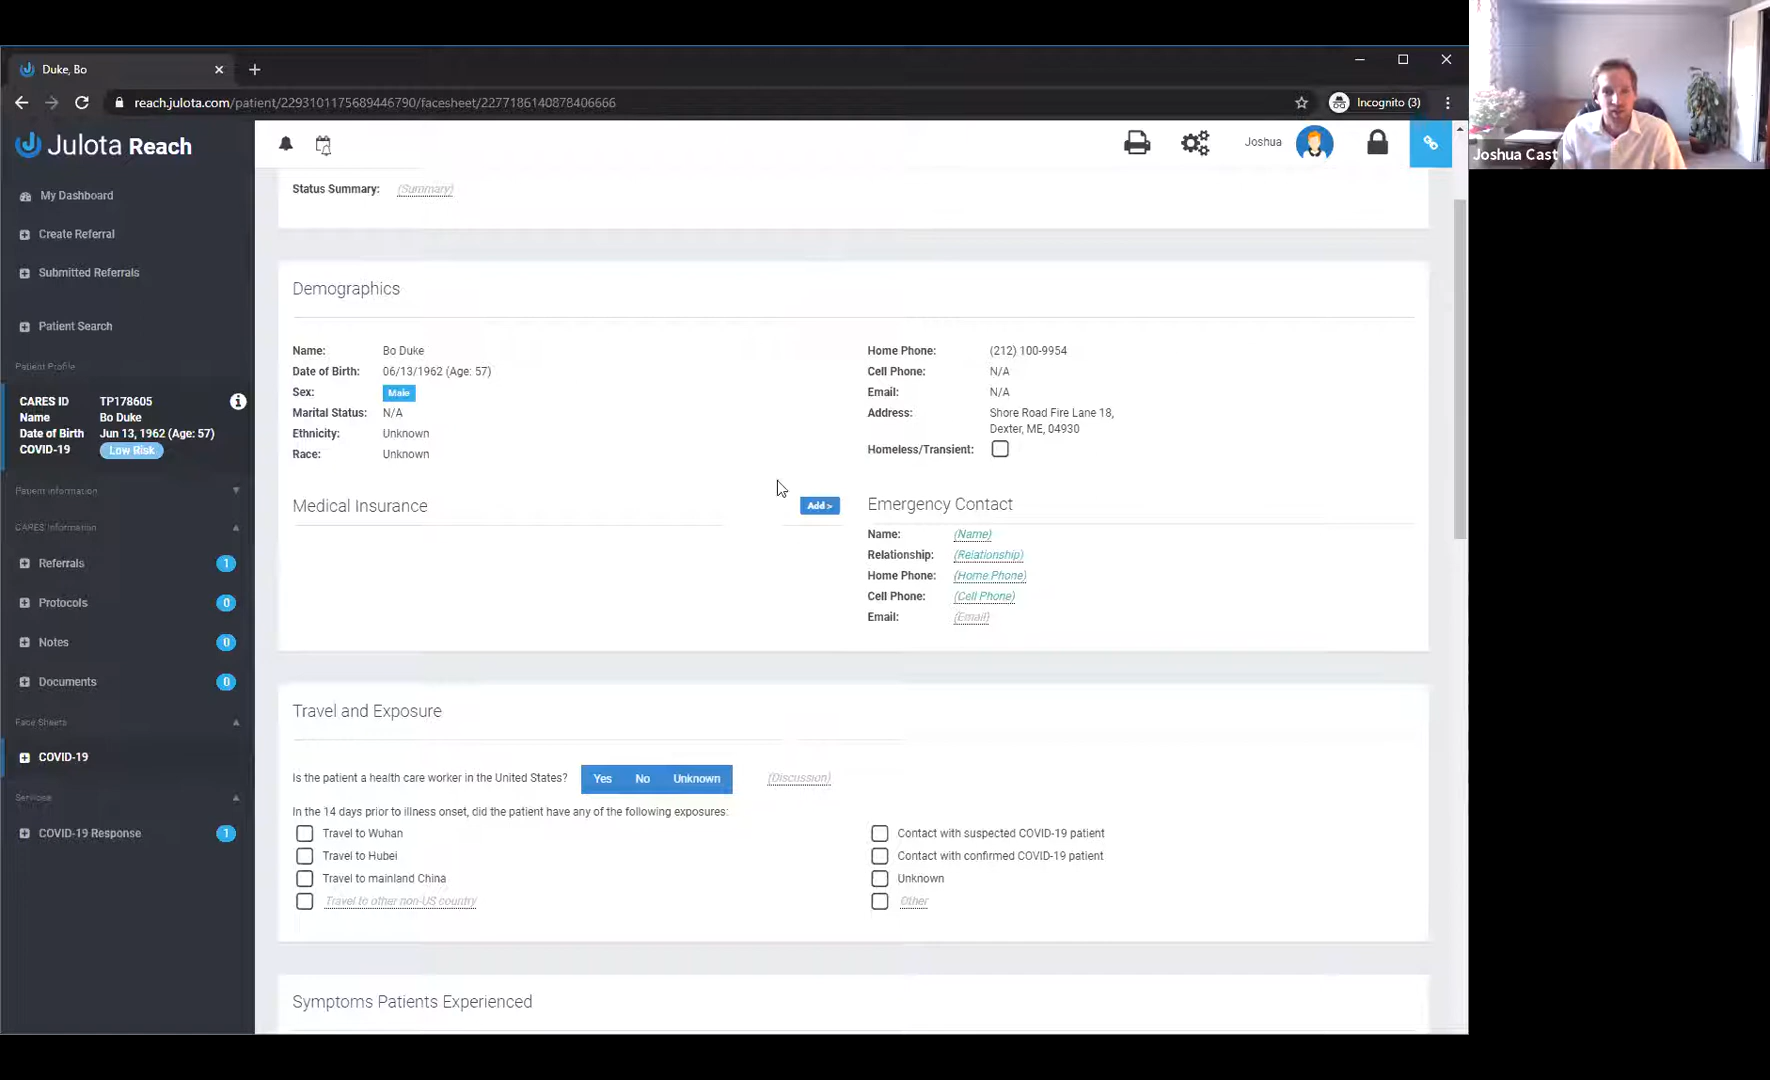 Duke, Bo
reach.julota.com/patient/2293101175689446790/facesheet/2277186140878406666
Incognito (3)
Julota Reach
Joshua
Joshua Cast
My Dashboard
Create Referral
Submitted Referrals
Patient Search
Patient Profile
CARES ID TP178605
Name Bo Duke
Date of Birth Jun 13, 1962 (Age: 57)
COVID-19 Low Risk
Patient Information
CARES Information
Referrals 1
Protocols 0
Notes 0
Documents 0
Face Sheets
COVID-19
Services
COVID-19 Response 1
Status Summary: (Summary)
Demographics
Name: Bo Duke
Date of Birth: 06/13/1962 (Age: 57)
Sex: Male
Marital Status: N/A
Ethnicity: Unknown
Race: Unknown
Home Phone: (212) 100-9954
Cell Phone: N/A
Email: N/A
Address: Shore Road Fire Lane 18,
Dexter, ME, 04930
Homeless/Transient:
Medical Insurance
Add >
Emergency Contact
Name: (Name)
Relationship: (Relationship)
Home Phone: (Home Phone)
Cell Phone: (Cell Phone)
Email: (Email)
Travel and Exposure
Is the patient a health care worker in the United States? Yes No Unknown (Discussion)
In the 14 days prior to illness onset, did the patient have any of the following exposures:
Travel to Wuhan
Travel to Hubei
Travel to mainland China
Travel to other non-US country
Contact with suspected COVID-19 patient
Contact with confirmed COVID-19 patient
Unknown
Other
Symptoms Patients Experienced